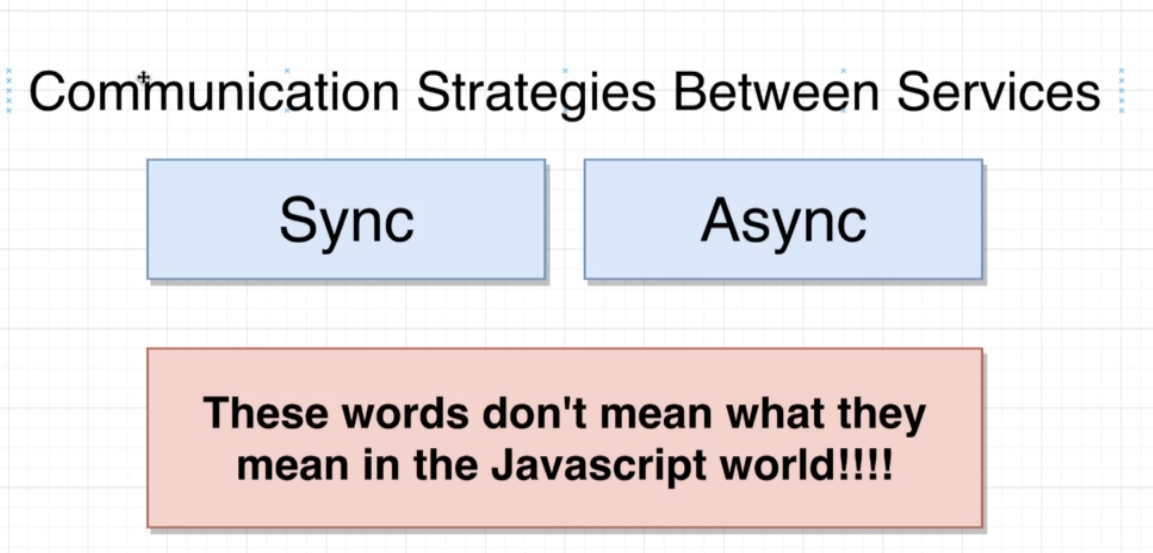 Communication Strategies Between Services
Sync
Async
These words don't mean what they
mean in the Javascript world!!!!